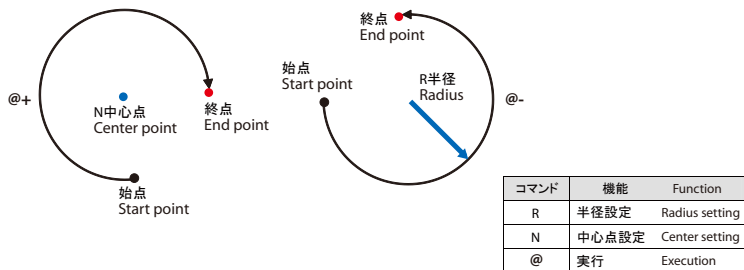 @+
N中心点
Center point
終点
End point
始点
Start point
終点
End point
始点
Start point
R半径
Radius
@-
コマンド 機能 Function
R 半径設定 Radius setting
N 中心点設定 Center setting
@ 実行 Execution